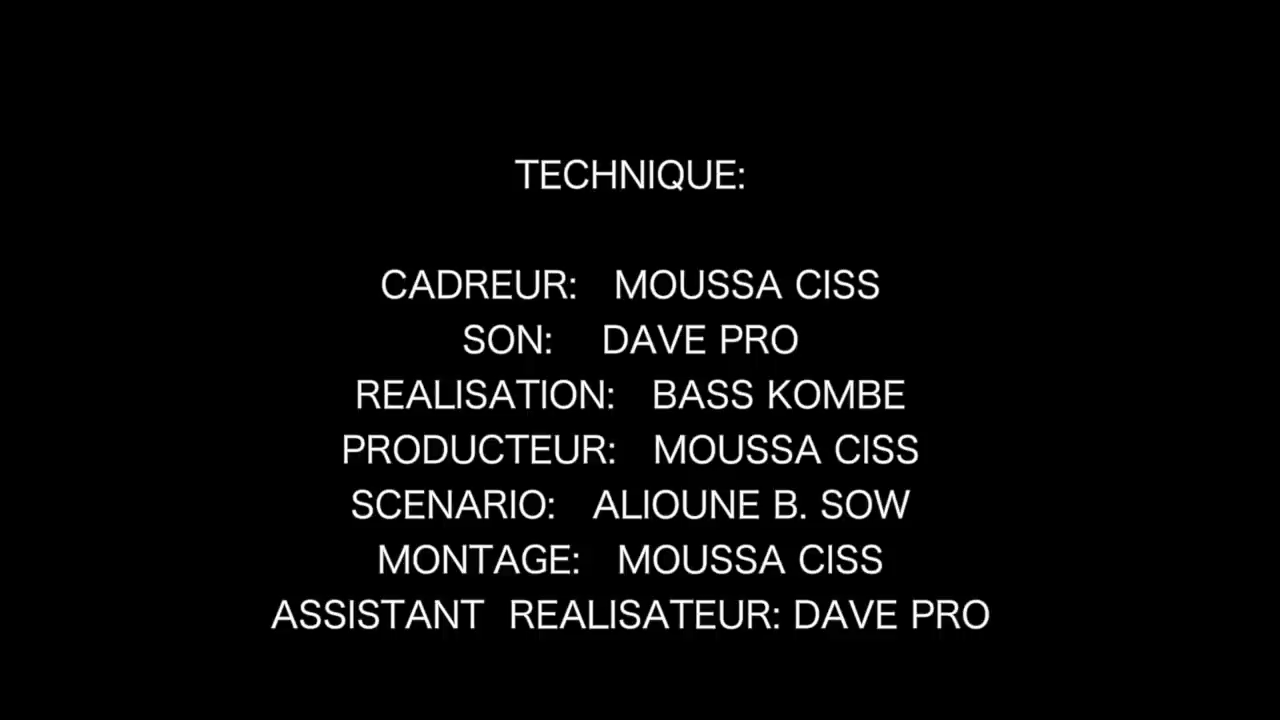 TECHNIQUE:
CADREUR: MOUSSA CISS
SON: DAVE PRO
REALISATION: BASS KOMBE
PRODUCTEUR: MOUSSA CISS
SCENARIO: ALIOUNE B. SOW
MONTAGE: MOUSSA CISS
ASSISTANT REALISATEUR: DAVE PRO